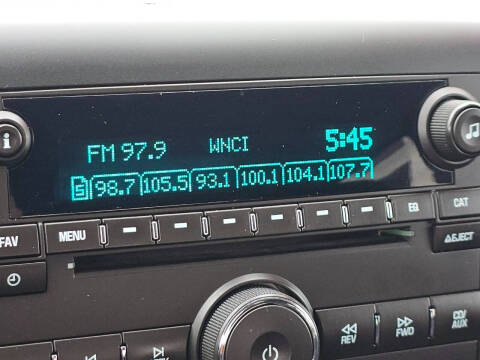 FM 97.9 WNCI 5:45
5 98.7 105.5 93.1 100.1 104.1 107.7
FAV MENU CAT
EJECT
REV FWD CD/
AUX